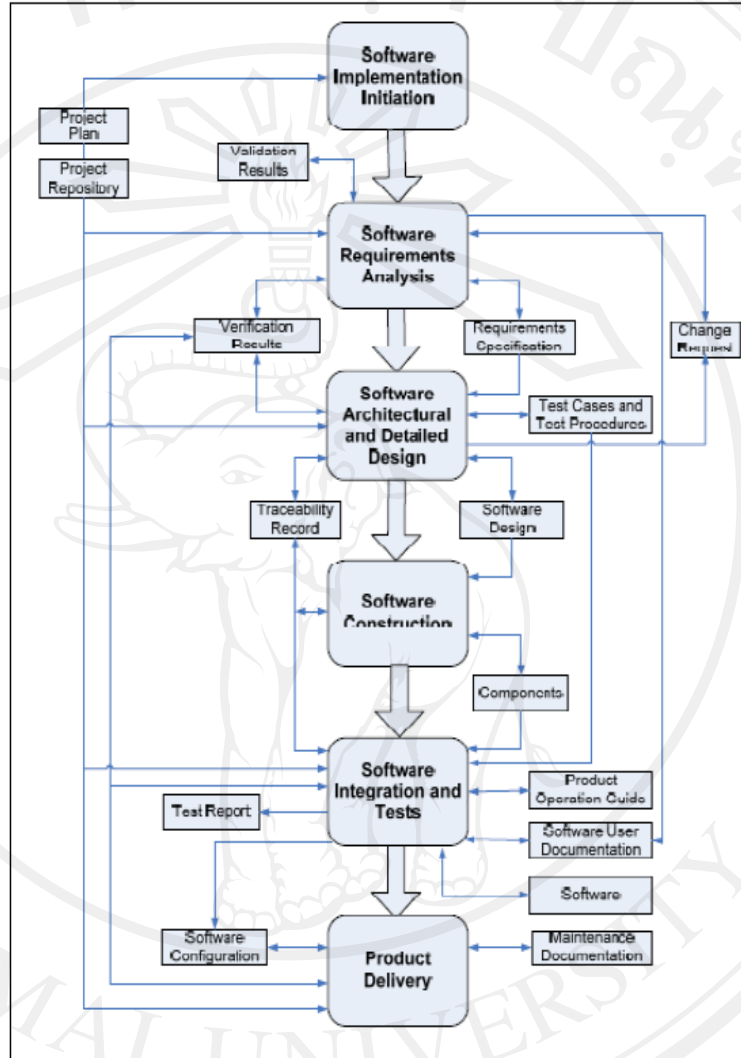 Software
Implementation
Initiation
Project
Plan
Project
Repository
Validation
Results
Software
Requirements
Analysis
Verification
Results
Requirements
Specification
Change
Request
Software
Architectural
and Detailed
Design
Test Cases and
Test Procedures
Traceability
Record
Software
Design
Software
Construction
Components
Software
Integration and
Tests
Product
Operation Guide
Test Report
Software User
Documentation
Software
Software
Configuration
Product
Delivery
Maintenance
Documentation
MAI UNIVERSITY